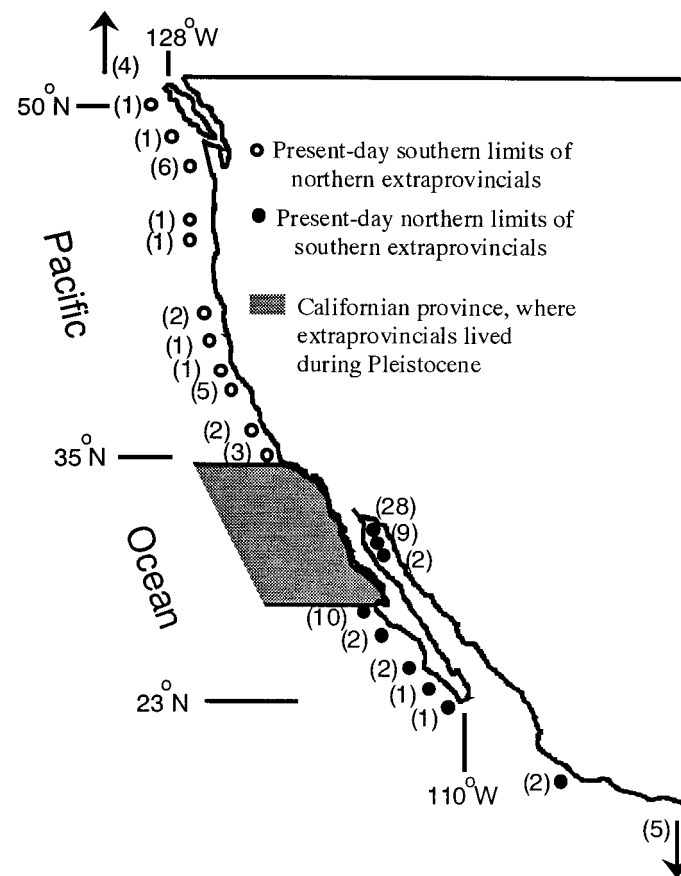 128°W
(4)
50°N
(1)
(1)
(6)
Present-day southern limits of
northern extraprovincials
(1)
(1)
Present-day northern limits of
southern extraprovincials
Pacific
(2)
Californian province, where
extraprovincials lived
during Pleistocene
(1)
(1)
(5)
(2)
35°N
(3)
(28)
(9)
(2)
Ocean
(10)
(2)
(2)
(1)
23°N
(1)
110°W
(2)
(5)